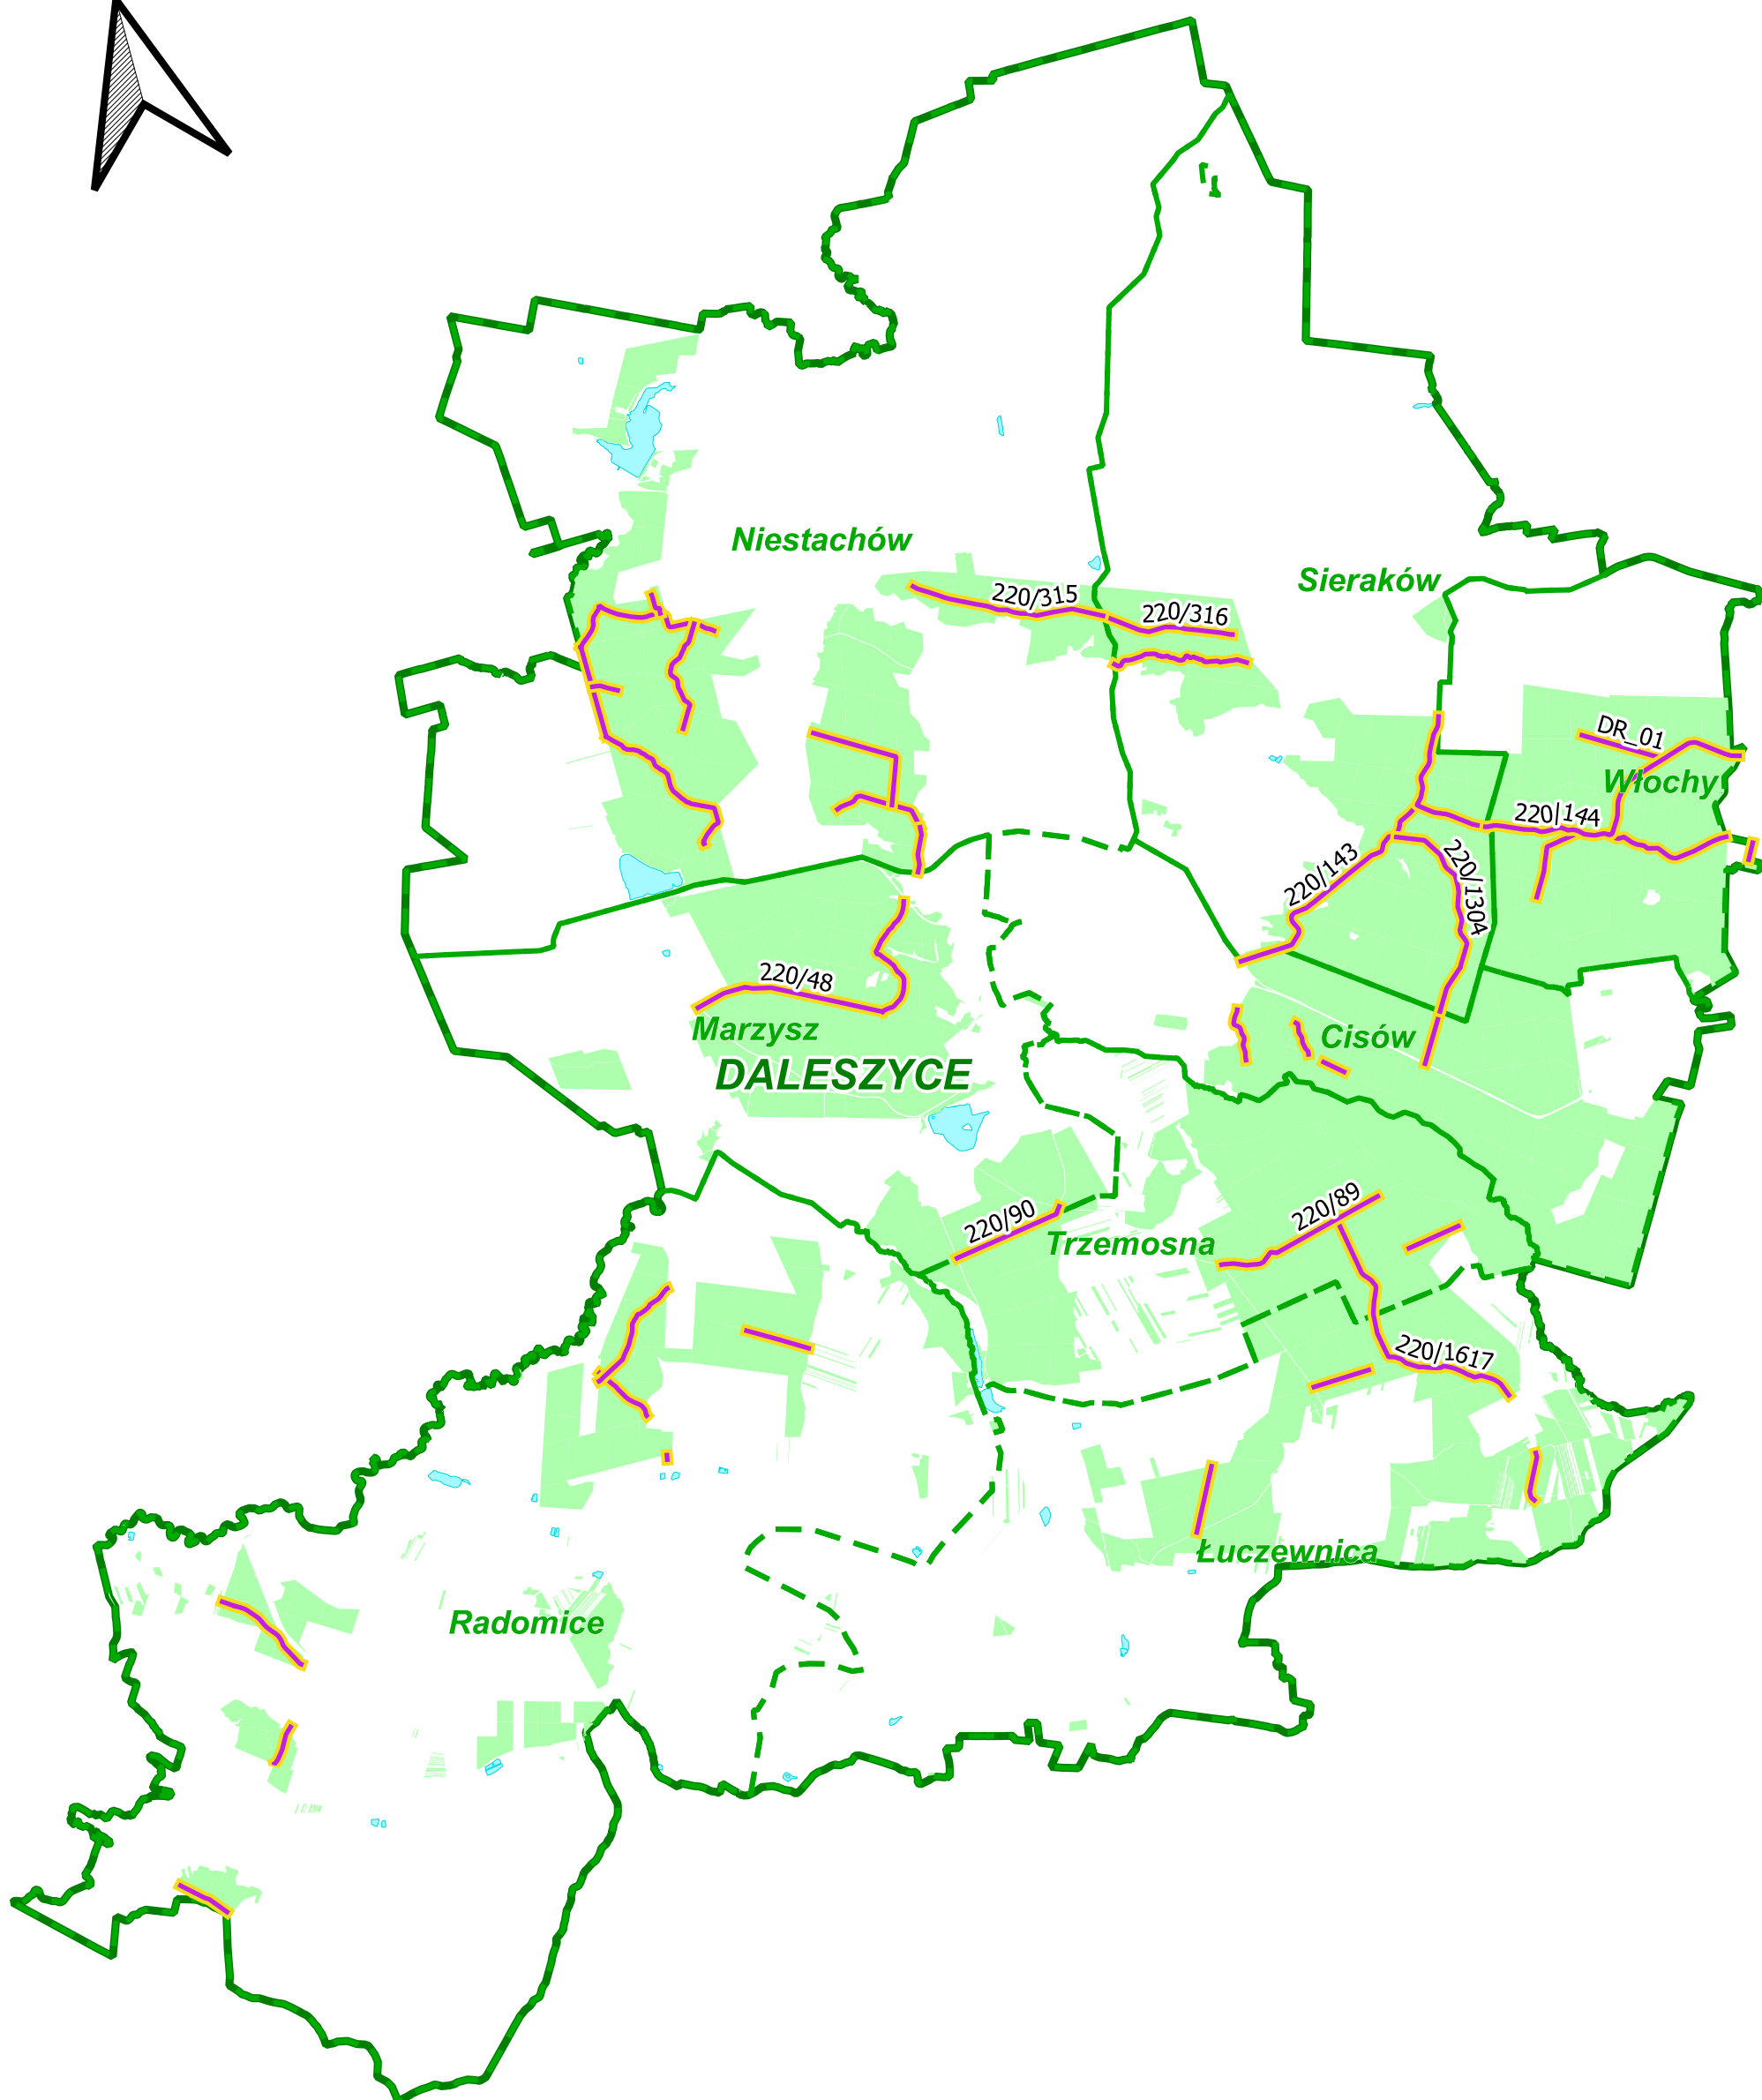 Niestachów
Sieraków
220/315
220/316
DR_01
Włochy
220/144
220/143
220/1304
220/48
Marzysz
Cisów
DALESZYCE
220/90
220/89
Trzemosna
220/1617
Łuczewnica
Radomice